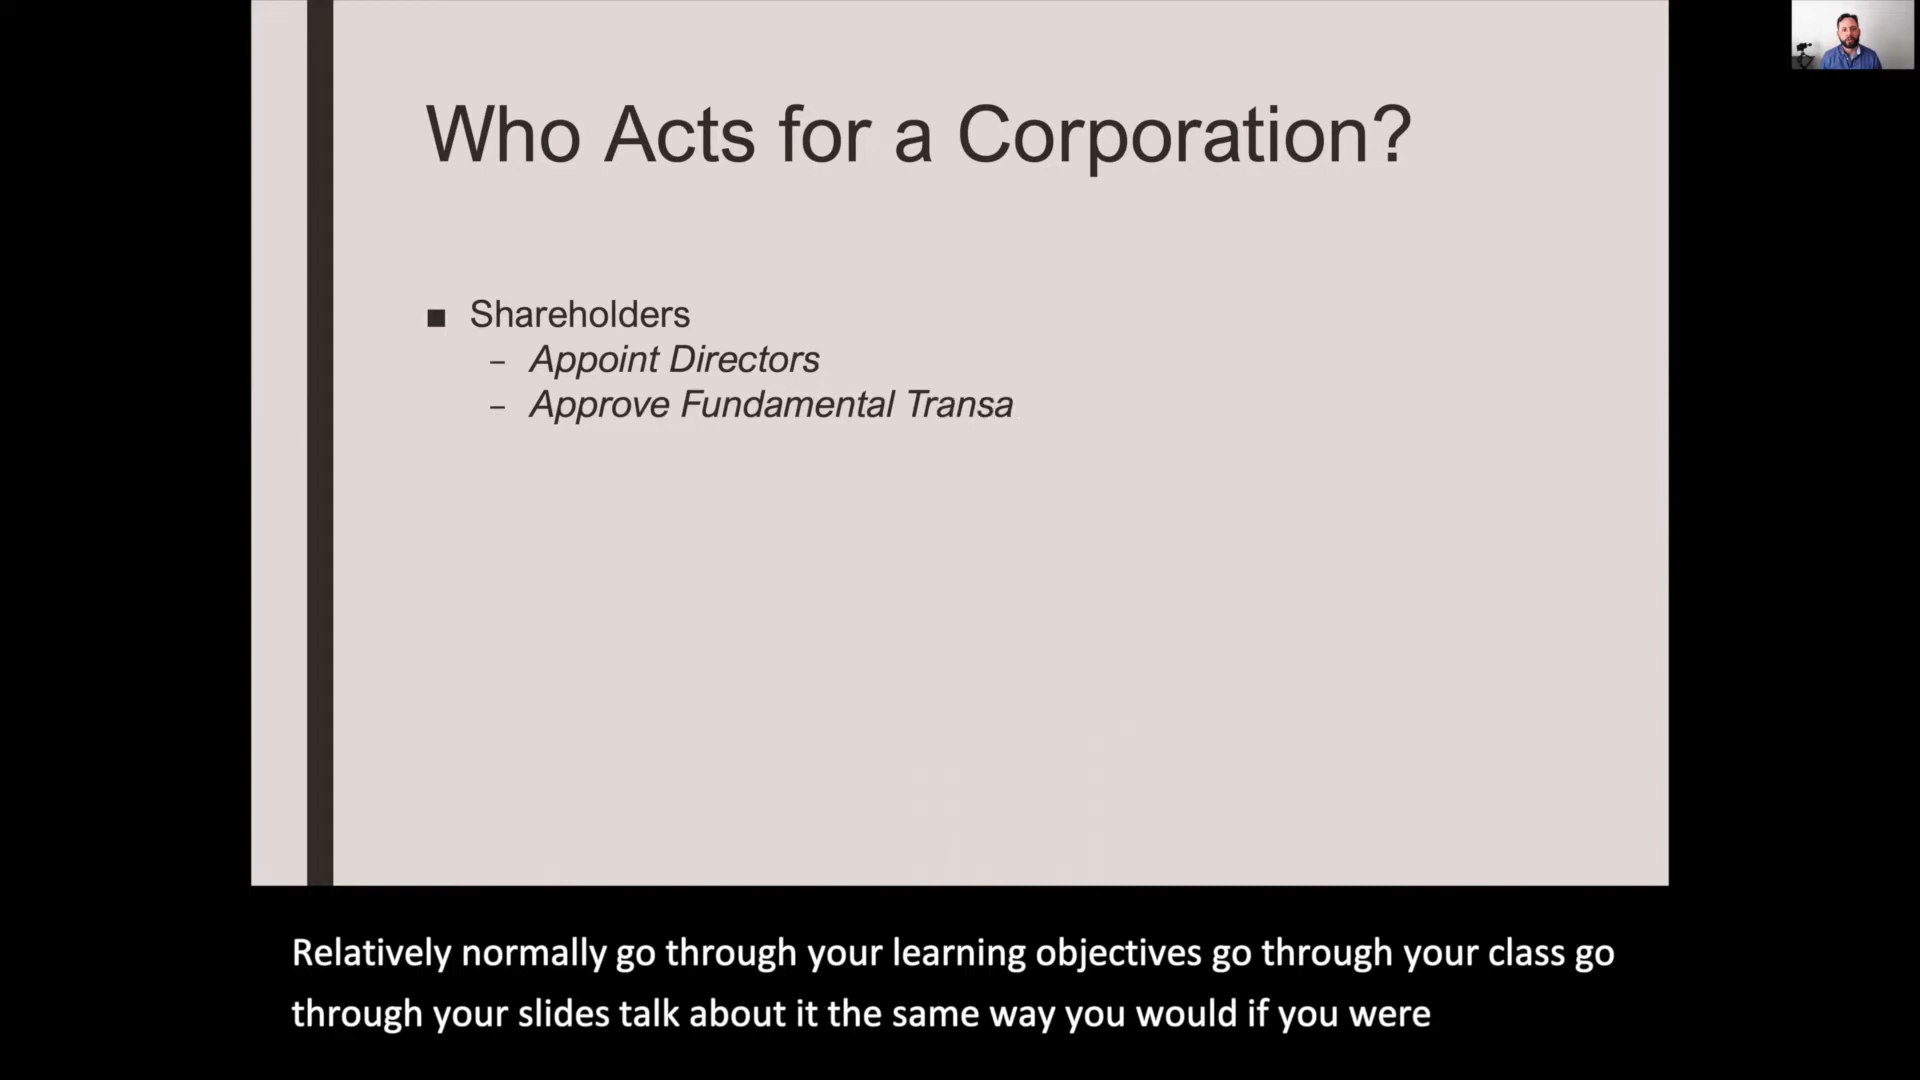 Who Acts for a Corporation?
■ Shareholders
– Appoint Directors
– Approve Fundamental Transa
Relatively normally go through your learning objectives go through your class go
through your slides talk about it the same way you would if you were